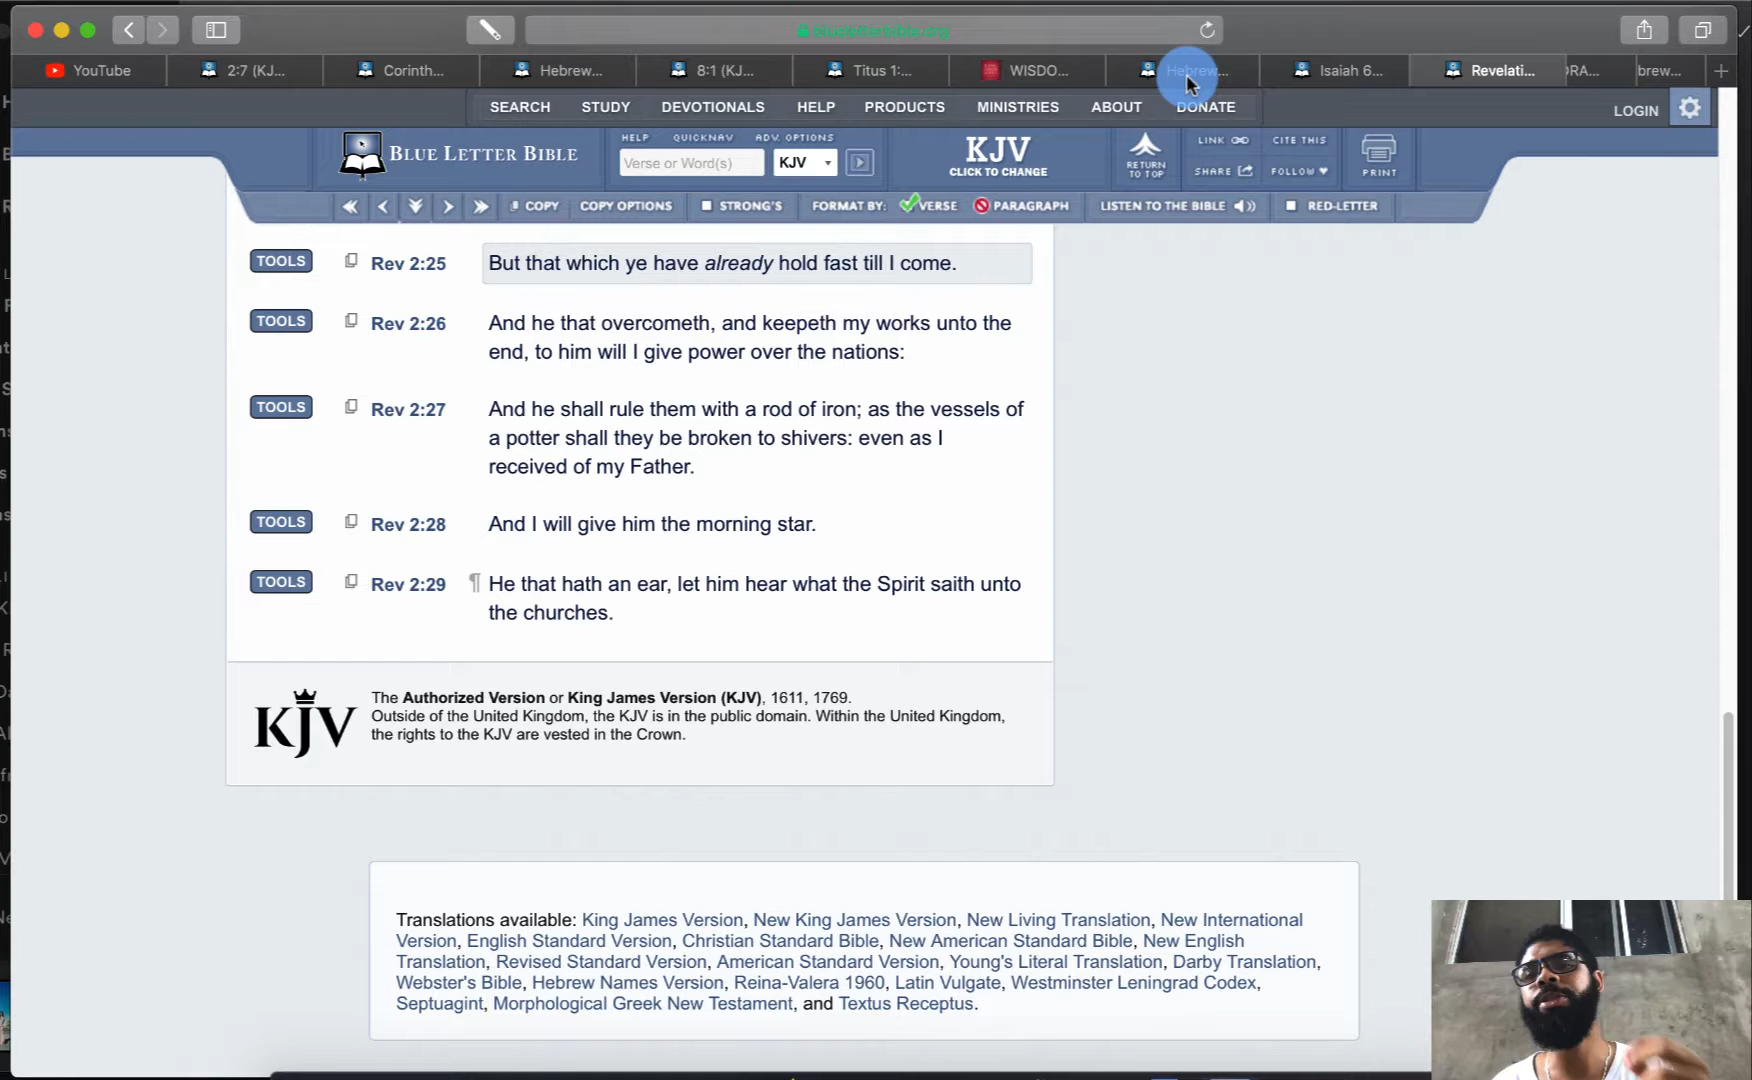 blueletterbible.org
YouTube
2:7 (KJ...
Corinth...
Hebrew...
8:1 (KJ...
Titus 1:...
WISDO...
Hebrew...
Isaiah 6...
Revelati...
DRA...
brew...
SEARCH STUDY DEVOTIONALS HELP PRODUCTS MINISTRIES ABOUT DONATE
LOGIN
BLUE LETTER BIBLE
HELP QUICKNAV ADV. OPTIONS
Verse or Word(s)
KJV
KJV
CLICK TO CHANGE
RETURN
TO TOP
LINK CITE THIS
SHARE FOLLOW
PRINT
COPY COPY OPTIONS STRONG'S FORMAT BY: VERSE PARAGRAPH LISTEN TO THE BIBLE RED-LETTER
TOOLS Rev 2:25 But that which ye have already hold fast till I come.
TOOLS Rev 2:26 And he that overcometh, and keepeth my works unto the
end, to him will I give power over the nations:
TOOLS Rev 2:27 And he shall rule them with a rod of iron; as the vessels of
a potter shall they be broken to shivers: even as I
received of my Father.
TOOLS Rev 2:28 And I will give him the morning star.
TOOLS Rev 2:29 ¶ He that hath an ear, let him hear what the Spirit saith unto
the churches.
KJV
The Authorized Version or King James Version (KJV), 1611, 1769.
Outside of the United Kingdom, the KJV is in the public domain. Within the United Kingdom,
the rights to the KJV are vested in the Crown.
Translations available: King James Version, New King James Version, New Living Translation, New International
Version, English Standard Version, Christian Standard Bible, New American Standard Bible, New English
Translation, Revised Standard Version, American Standard Version, Young's Literal Translation, Darby Translation,
Webster's Bible, Hebrew Names Version, Reina-Valera 1960, Latin Vulgate, Westminster Leningrad Codex,
Septuagint, Morphological Greek New Testament, and Textus Receptus.